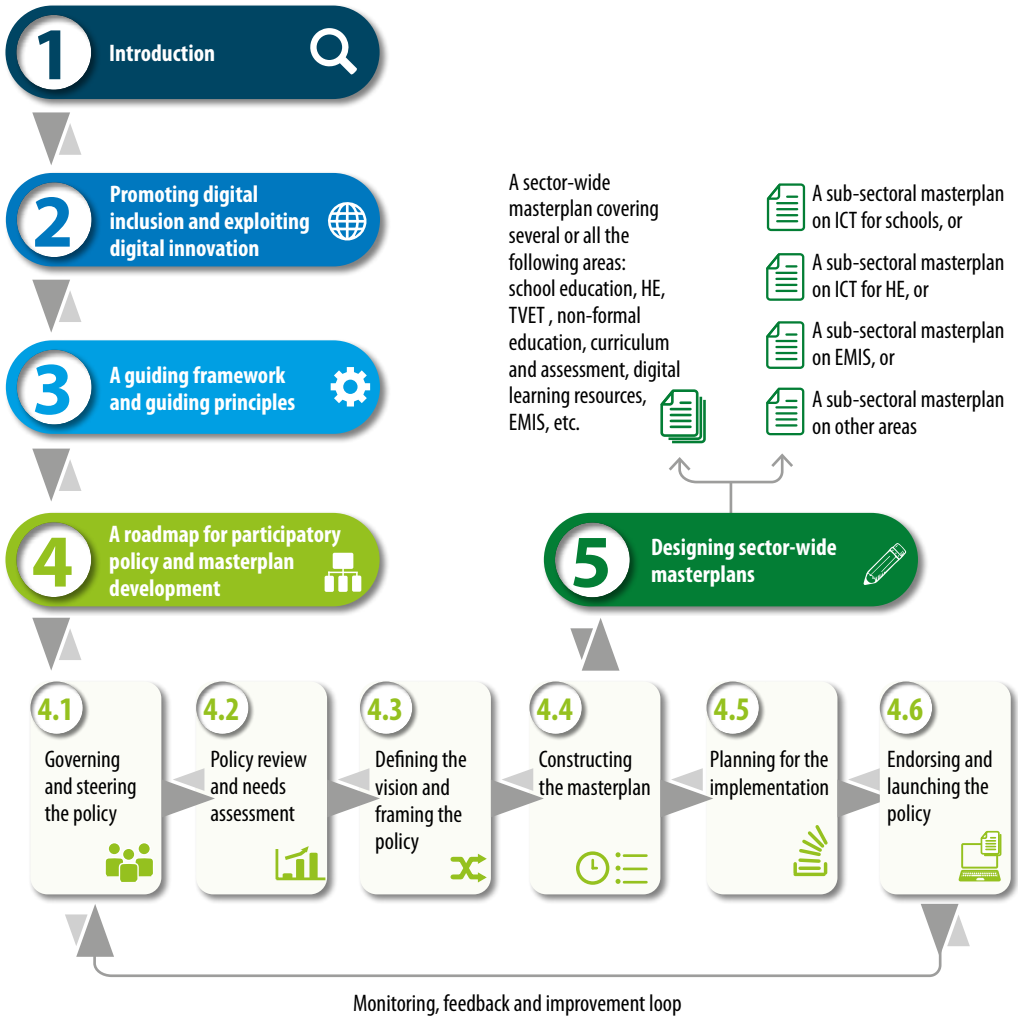 1
Introduction
2
Promoting digital
inclusion and exploiting
digital innovation
3
A guiding framework
and guiding principles
4
A roadmap for participatory
policy and masterplan
development
A sector-wide
masterplan covering
several or all the
following areas:
school education, HE,
TVET , non-formal
education, curriculum
and assessment, digital
learning resources,
EMIS, etc.
A sub-sectoral masterplan
on ICT for schools, or
A sub-sectoral masterplan
on ICT for HE, or
A sub-sectoral masterplan
on EMIS, or
A sub-sectoral masterplan
on other areas
5
Designing sector-wide
masterplans
4.1
Governing
and steering
the policy
4.2
Policy review
and needs
assessment
4.3
Defining the
vision and
framing the
policy
4.4
Constructing
the masterplan
4.5
Planning for the
implementation
4.6
Endorsing and
launching the
policy
Monitoring, feedback and improvement loop